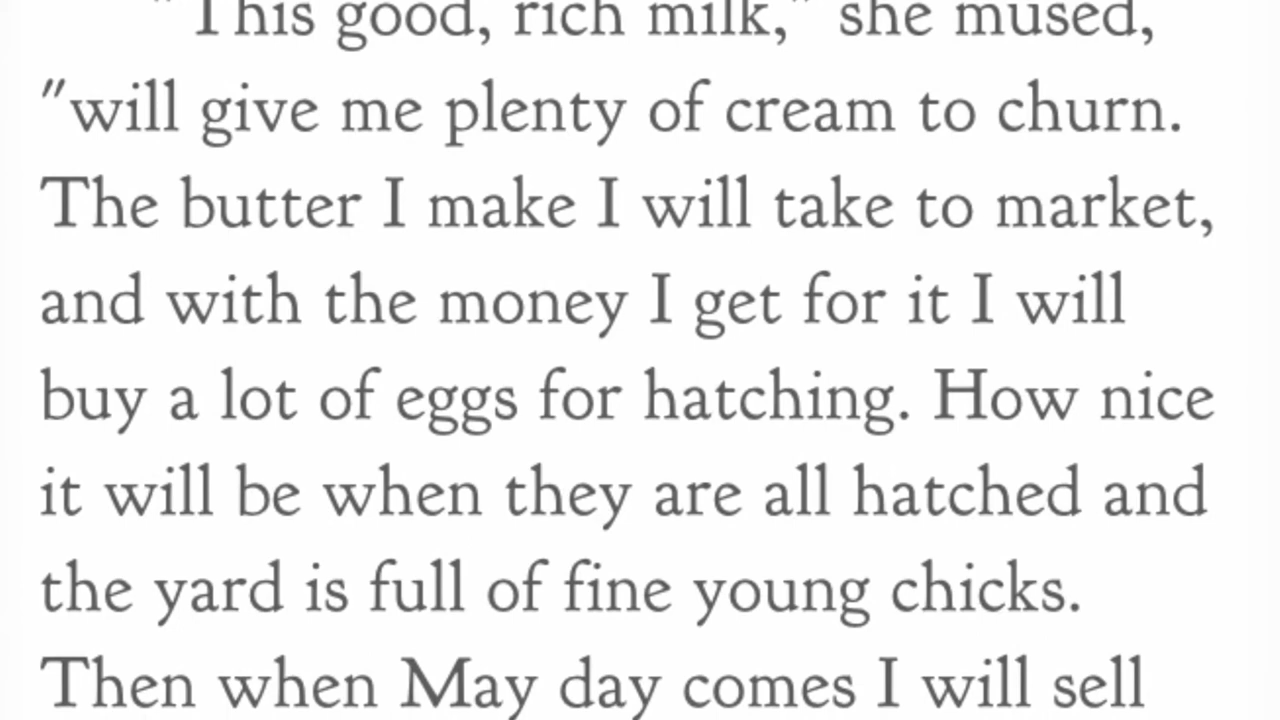 "This good, rich milk," she mused,
"will give me plenty of cream to churn.
The butter I make I will take to market,
and with the money I get for it I will
buy a lot of eggs for hatching. How nice
it will be when they are all hatched and
the yard is full of fine young chicks.
Then when May day comes I will sell